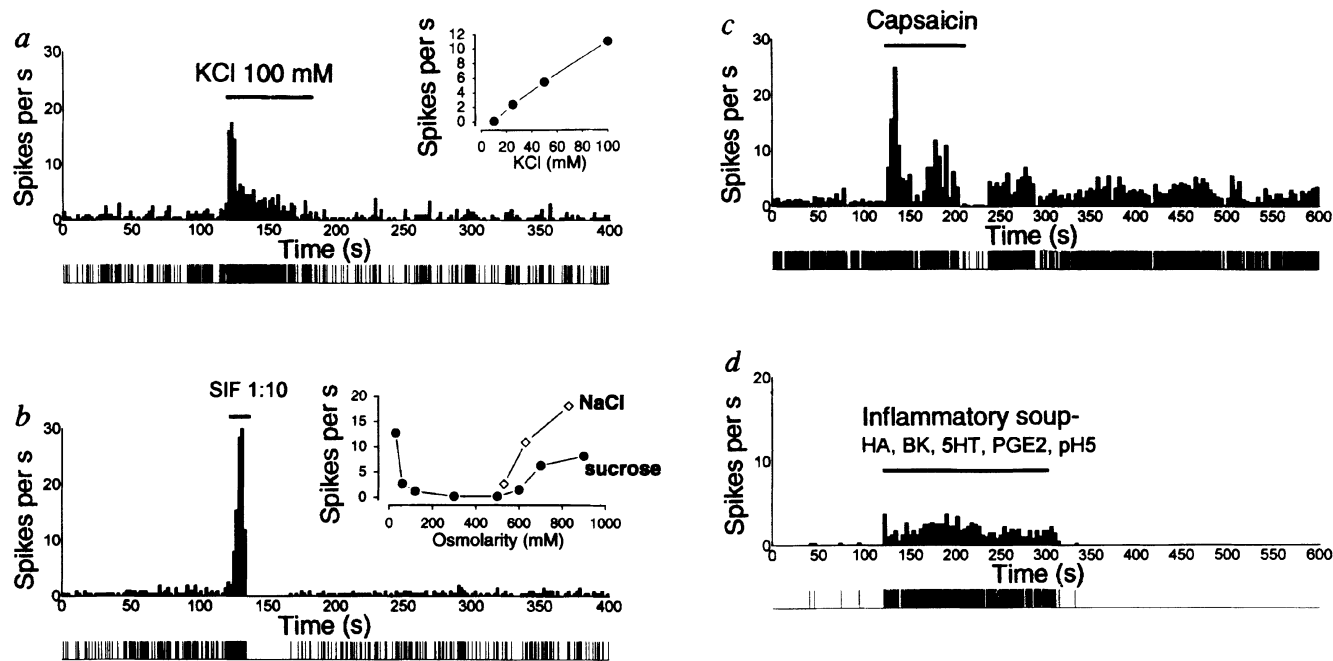 a
Spikes per s
30
20
10
0
KCl 100 mM
0 50 100 150 200 250 300 350 400
Time (s)
Spikes per s
12
10
8
6
4
2
0
0 20 40 60 80 100
KCl (mM)
b
Spikes per s
30
20
10
0
SIF 1:10
0 50 100 150 200 250 300 350 400
Time (s)
Spikes per s
20
15
10
5
0
NaCl
sucrose
0 200 400 600 800 1000
Osmolarity (mM)
c
Spikes per s
30
20
10
0
Capsaicin
0 50 100 150 200 250 300 350 400 450 500 550 600
Time (s)
d
Spikes per s
20
10
0
Inflammatory soup-
HA, BK, 5HT, PGE2, pH5
0 50 100 150 200 250 300 350 400 450 500 550 600
Time (s)